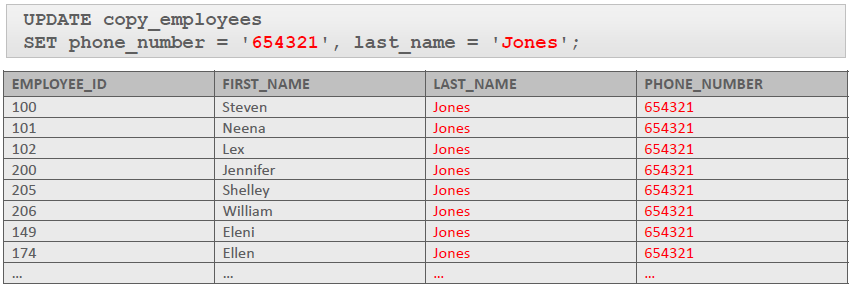 UPDATE copy_employees
SET phone_number = '654321', last_name = 'Jones';
EMPLOYEE_ID FIRST_NAME LAST_NAME PHONE_NUMBER
100 Steven Jones 654321
101 Neena Jones 654321
102 Lex Jones 654321
200 Jennifer Jones 654321
205 Shelley Jones 654321
206 William Jones 654321
149 Eleni Jones 654321
174 Ellen Jones 654321
... ... ... ...